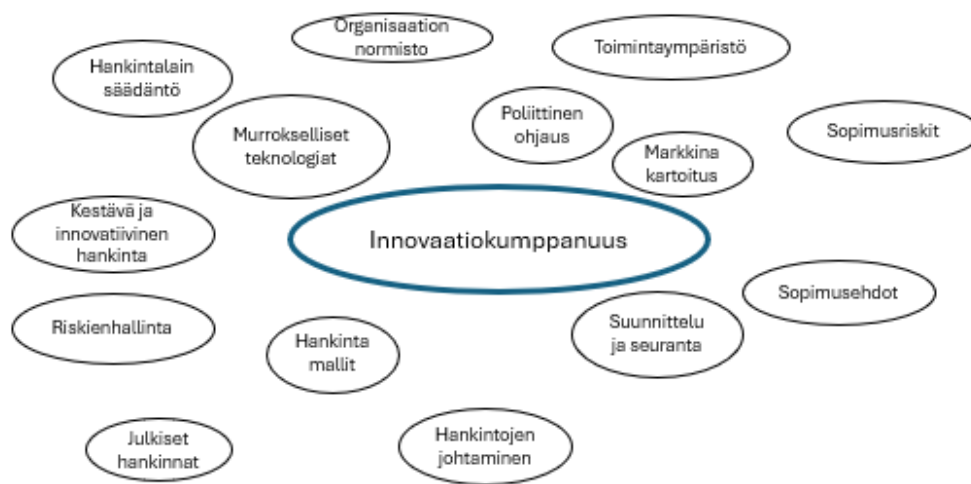 Organisaation
normisto
Toimintaympäristö
Hankintalain
säädäntö
Poliittinen
ohjaus
Murrokselliset
teknologiat
Sopimusriskit
Markkina
kartoitus
Kestävä ja
innovatiivinen
hankinta
Innovaatiokumppanuus
Sopimusehdot
Riskienhallinta
Suunnittelu
ja seuranta
Hankinta
mallit
Julkiset
hankinnat
Hankintojen
johtaminen